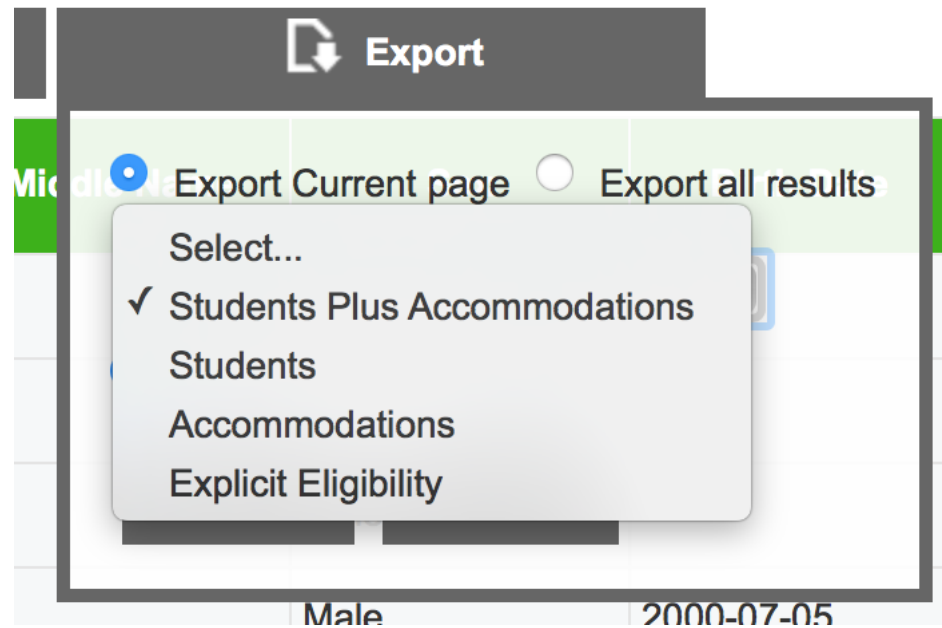 Export
Export Current page Export all results
Select...
✓ Students Plus Accommodations
Students
Accommodations
Explicit Eligibility
Male 2000-07-05